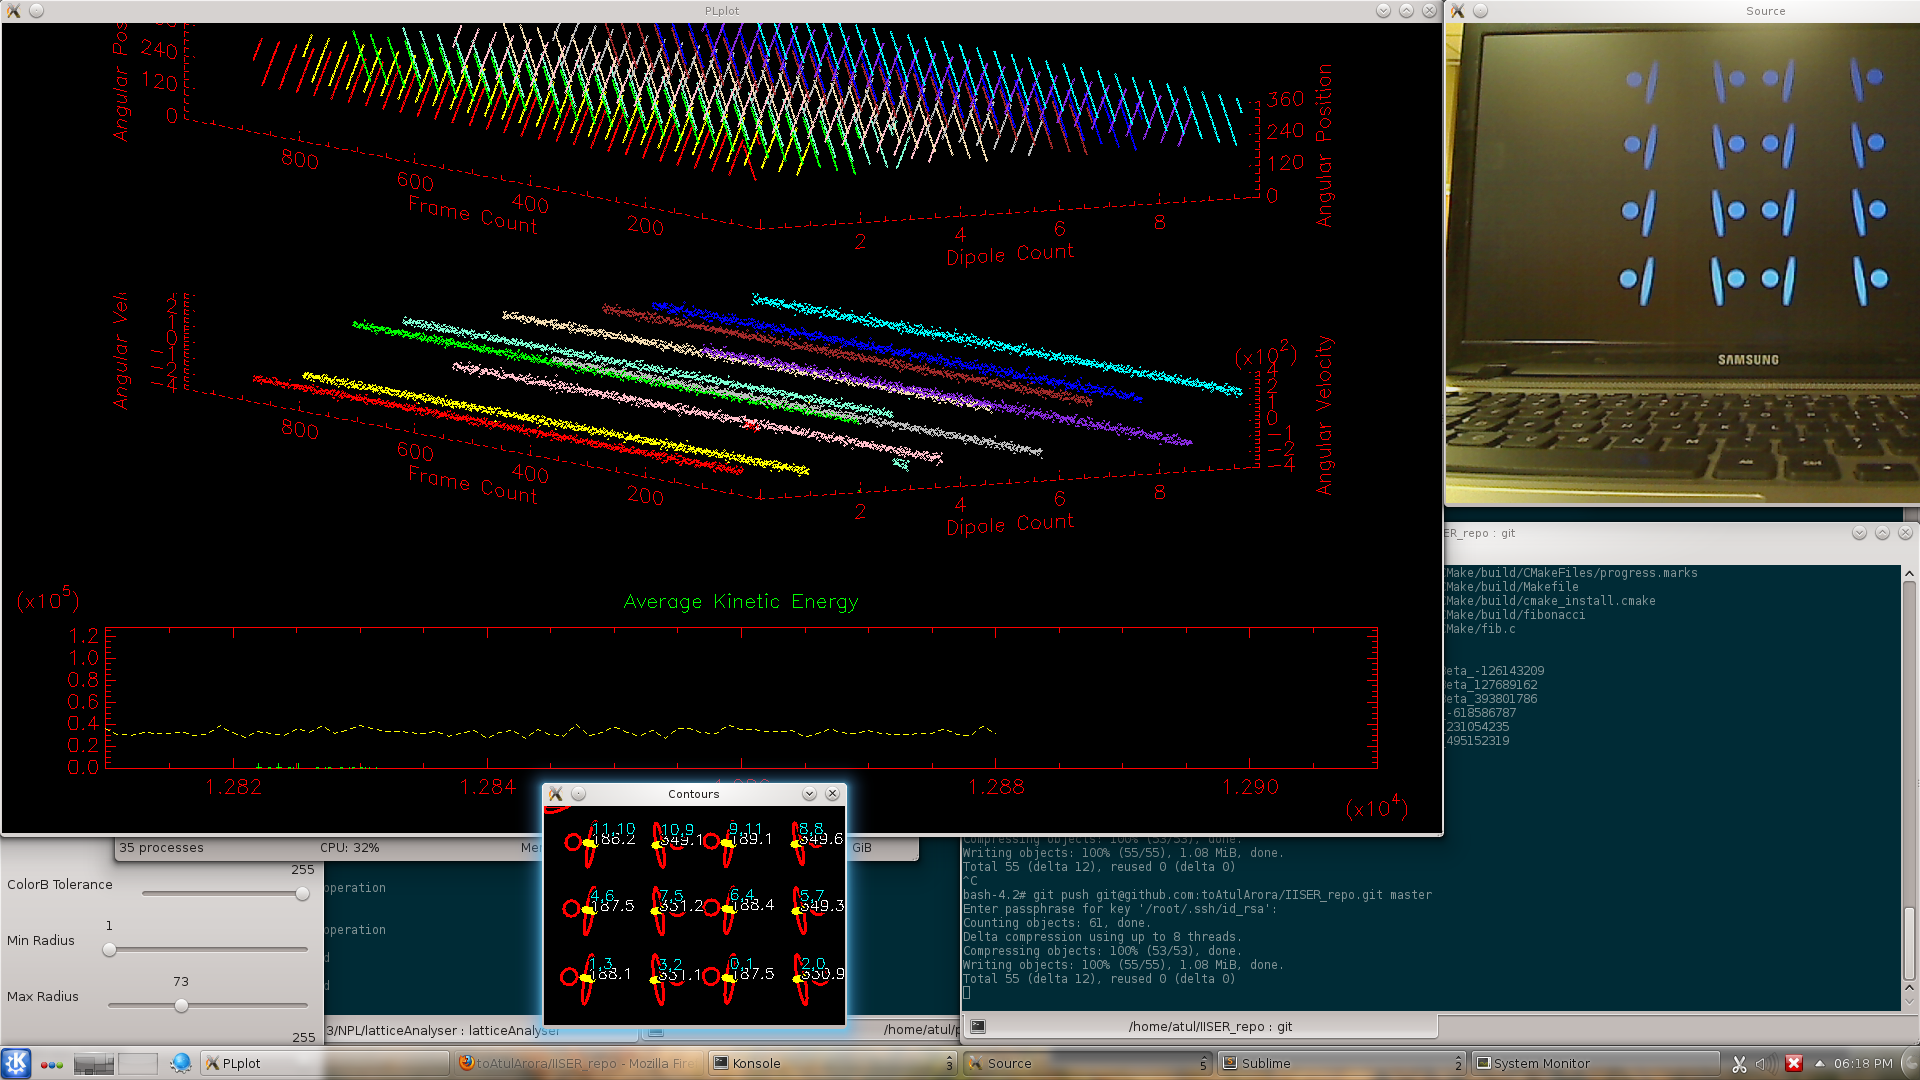 PLplot
Source
240
120
0
Angular Pos
800
600
400
200
Frame Count
2
4
6
8
Dipole Count
360
240
120
0
Angular Position
2
1
0
-1
-2
-4
Angular Vel
800
600
400
200
Frame Count
2
4
6
8
Dipole Count
(x10^2)
4
2
1
0
-1
-2
-4
Angular Velocity
SAMSUNG
Average Kinetic Energy
(x10^5)
1.2
1.0
0.8
0.6
0.4
0.2
0.0
1.282
1.284
1.288
1.290
(x10^4)
ER_repo : git
CMake/build/CMakeFiles/progress.marks
CMake/build/Makefile
CMake/build/cmake_install.cmake
CMake/build/fibonacci
CMake/fib.c
Beta_-126143209
Beta_127689162
Beta_393801786
_-618586787
_231054235
_495152319
Contours
11,10
188.2
10,9
349.1
9,11
189.1
8,8
349.6
4,6
187.5
7,5
351.2
6,4
188.4
5,7
349.3
1,3
188.1
3,2
351.1
0,1
187.5
2,0
350.9
35 processes
CPU: 32%
GiB
255
ColorB Tolerance
1
Min Radius
73
Max Radius
255
operation
operation
d
d
Compressing objects: 100% (53/53), done.
Writing objects: 100% (55/55), 1.08 MiB, done.
Total 55 (delta 12), reused 0 (delta 0)
^C
bash-4.2# git push git@github.com:toAtulArora/IISER_repo.git master
Enter passphrase for key '/root/.ssh/id_rsa':
Counting objects: 61, done.
Delta compression using up to 8 threads.
Compressing objects: 100% (53/53), done.
Writing objects: 100% (55/55), 1.08 MiB, done.
Total 55 (delta 12), reused 0 (delta 0)
3/NPL/latticeAnalyser : latticeAnalyser
/home/atul/p
/home/atul/IISER_repo : git
PLplot
toAtulArora/IISER_repo - Mozilla Fire
Konsole
3
Source
5
Sublime
2
System Monitor
06:18 PM